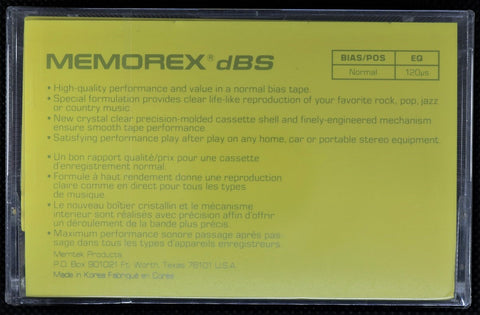 MEMOREX® dBS
BIAS/POS EQ
Normal 120µs
• High-quality performance and value in a normal bias tape.
• Special formulation provides clear life-like reproduction of your favorite rock, pop, jazz
or country music.
• New crystal clear precision-molded cassette shell and finely-engineered mechanism
ensure smooth tape performance.
• Satisfying performance play after play on any home, car or portable stereo equipment.
• Un bon rapport qualité/prix pour une cassette
d'enregistrement normal.
• Formule à haut rendement donne une reproduction
claire comme en direct pour tous les types
de musique.
• Le nouveau boîtier cristallin et le mécanisme
interieur sont réalisés avec précision affin d'offrir
un déroulement de la bande plus précis.
• Maximum performance sonore passage après pas-
sage dans tous les types d'appareils enregistreurs.
Memtek Products
P.O. Box 901021 Ft. Worth, Texas 76101 U.S.A.
Made in Korea Fabriqué en Corée